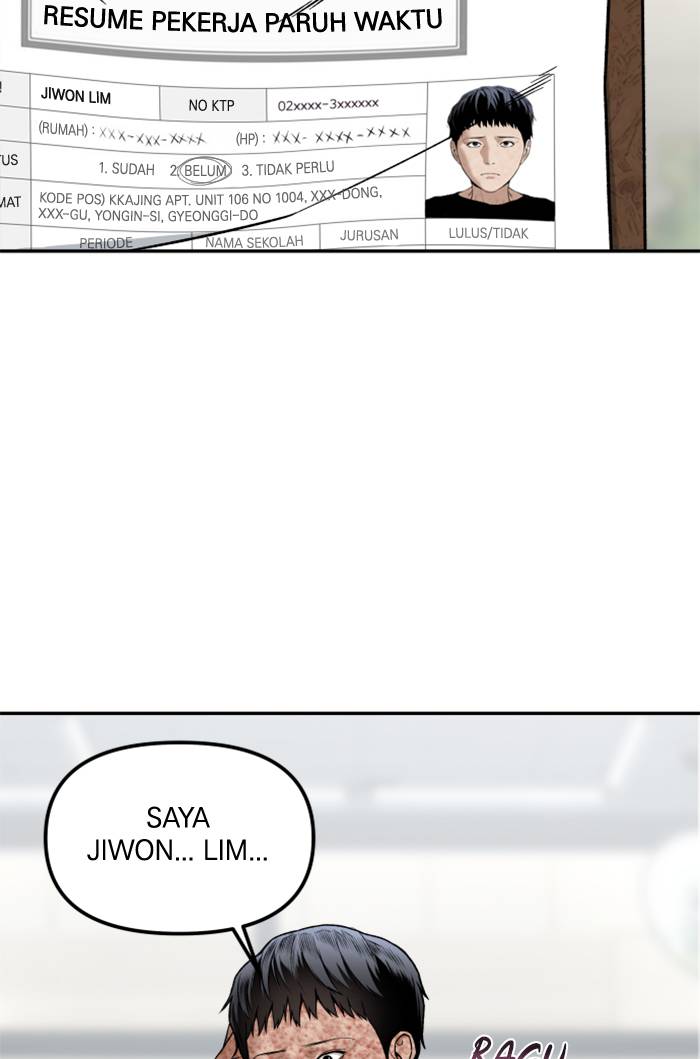 RESUME PEKERJA PARUH WAKTU
JIWON LIM
NO KTP
02xxxx-3xxxxxx
(RUMAH) : XXX-XXX-XXXX (HP) : XXX- XXXX-XXXX
1. SUDAH 2. BELUM 3. TIDAK PERLU
KODE POS) KKAJING APT. UNIT 106 NO 1004, XXX-DONG,
XXX-GU, YONGIN-SI, GYEONGGI-DO
PERIODE NAMA SEKOLAH JURUSAN LULUS/TIDAK
SAYA
JIWON... LIM...
RAGU